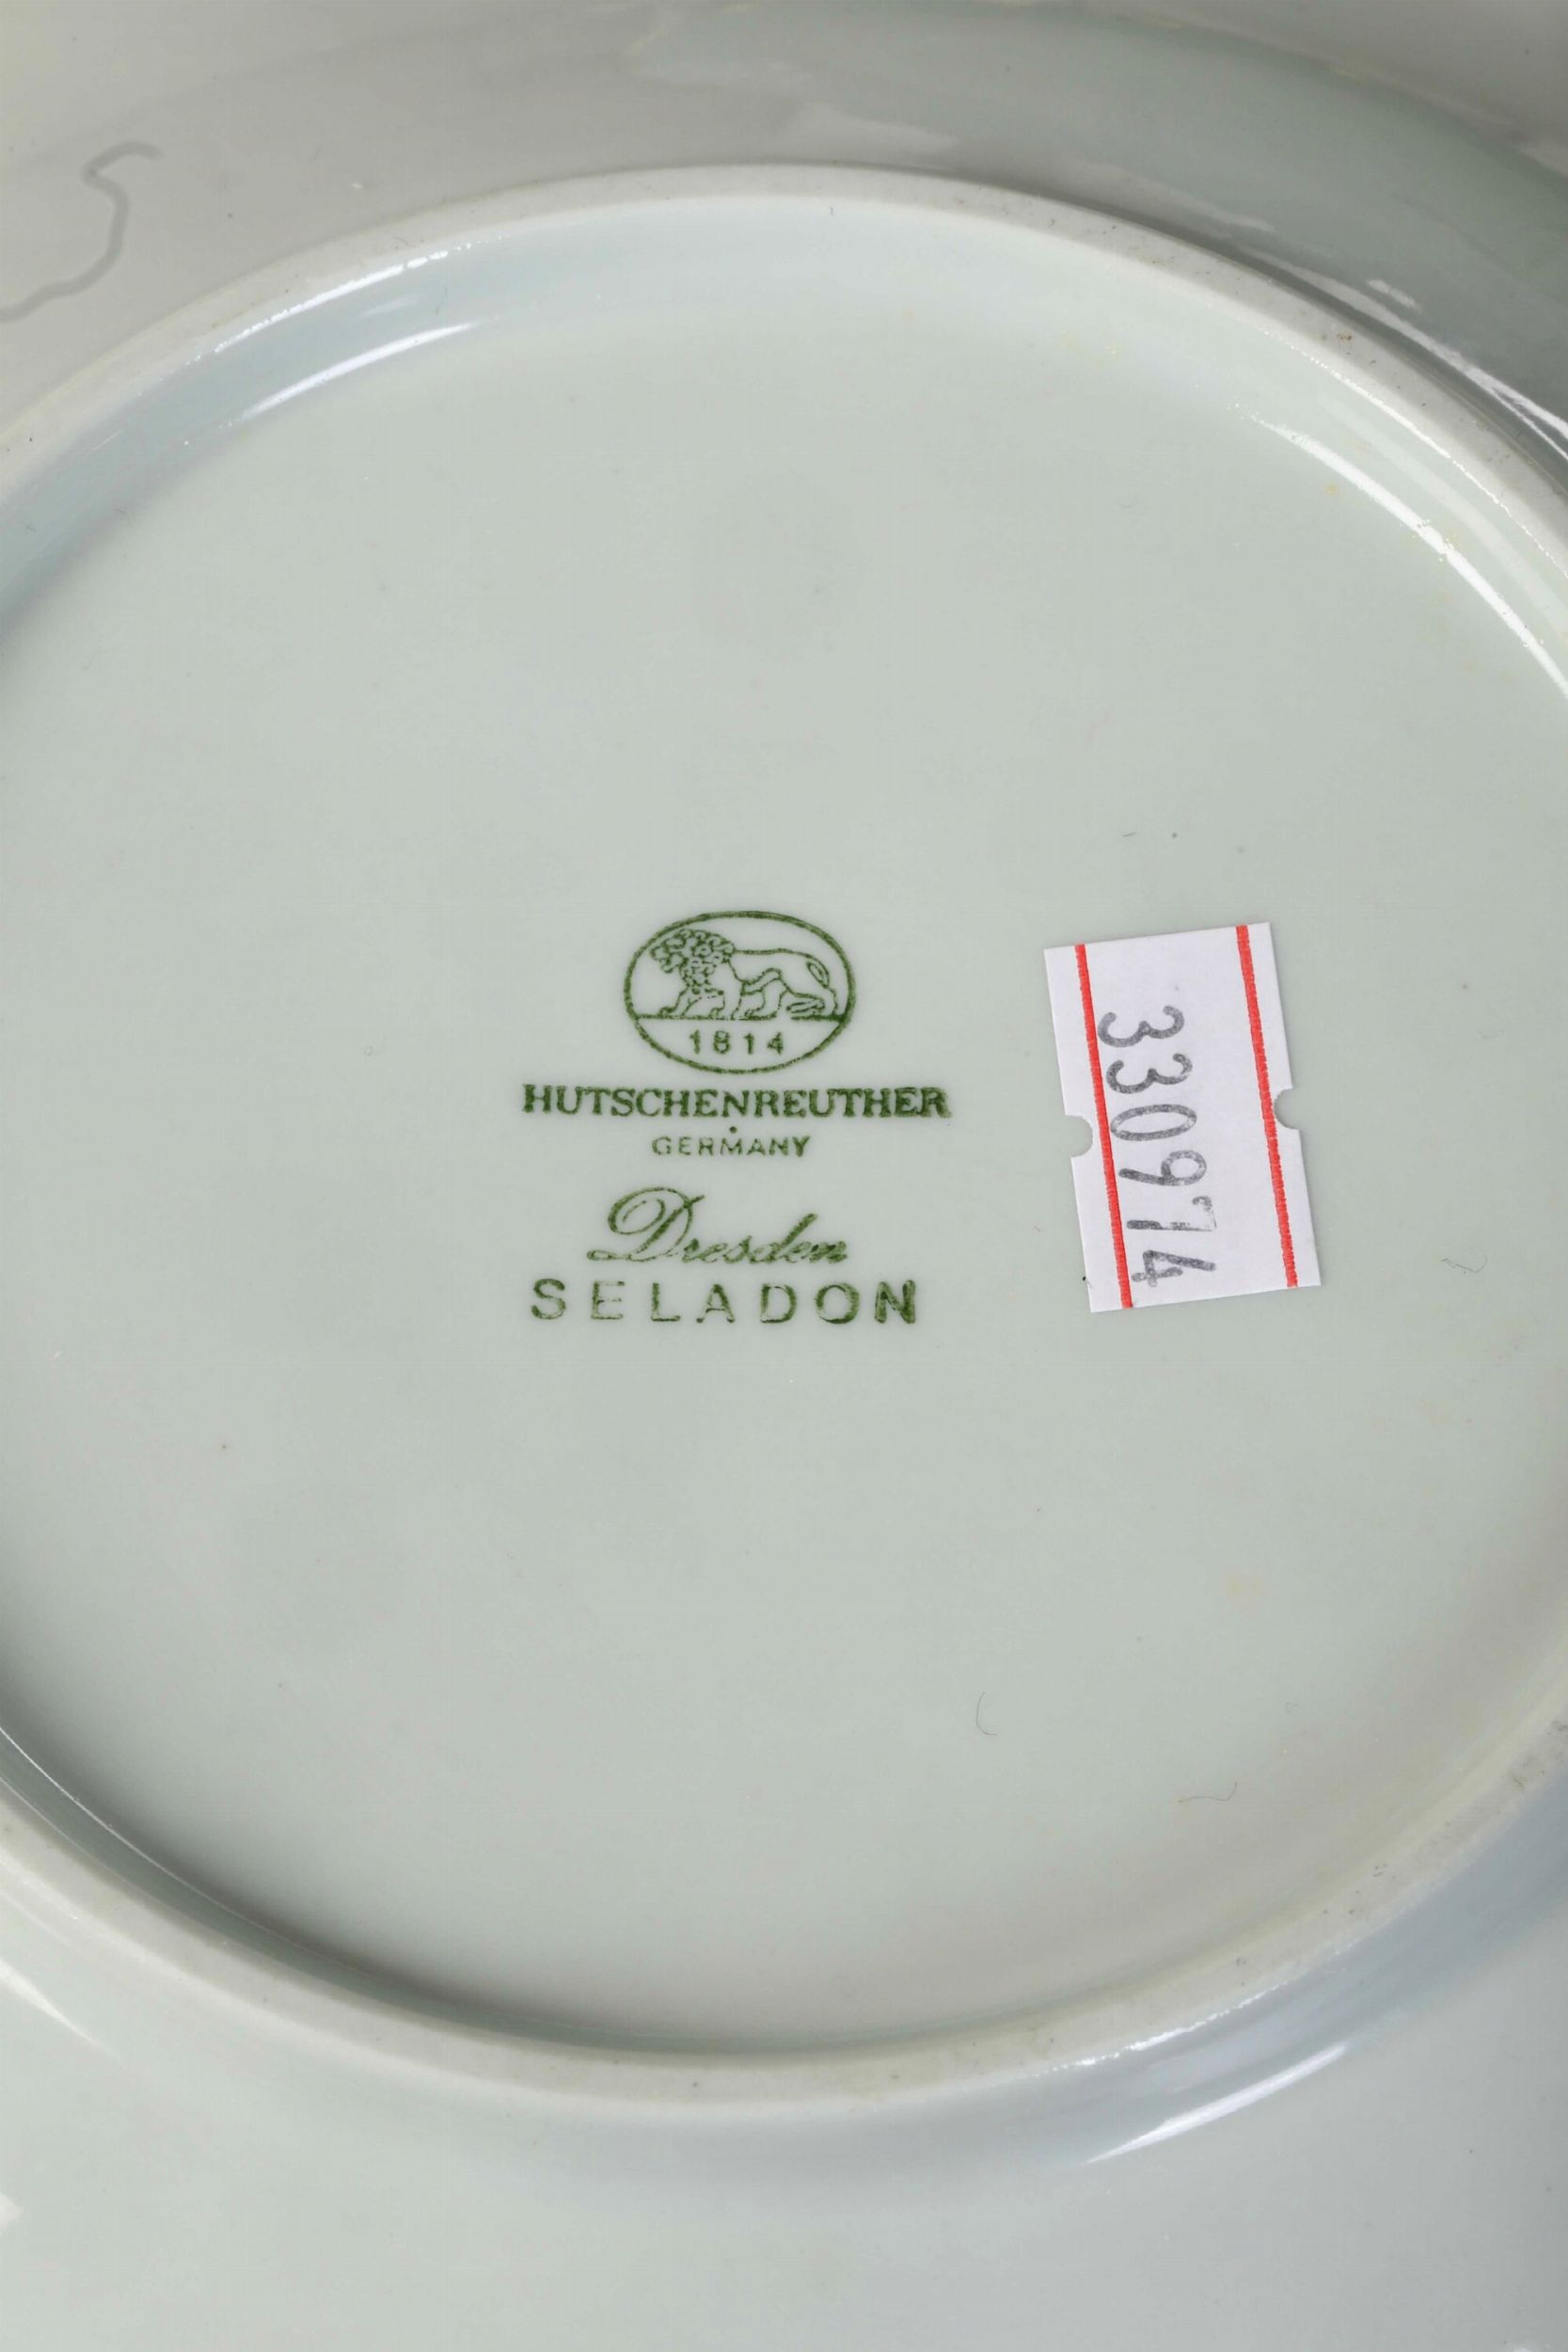 1814
HUTSCHENREUTHER
GERMANY
Dresden
SELADON
330974